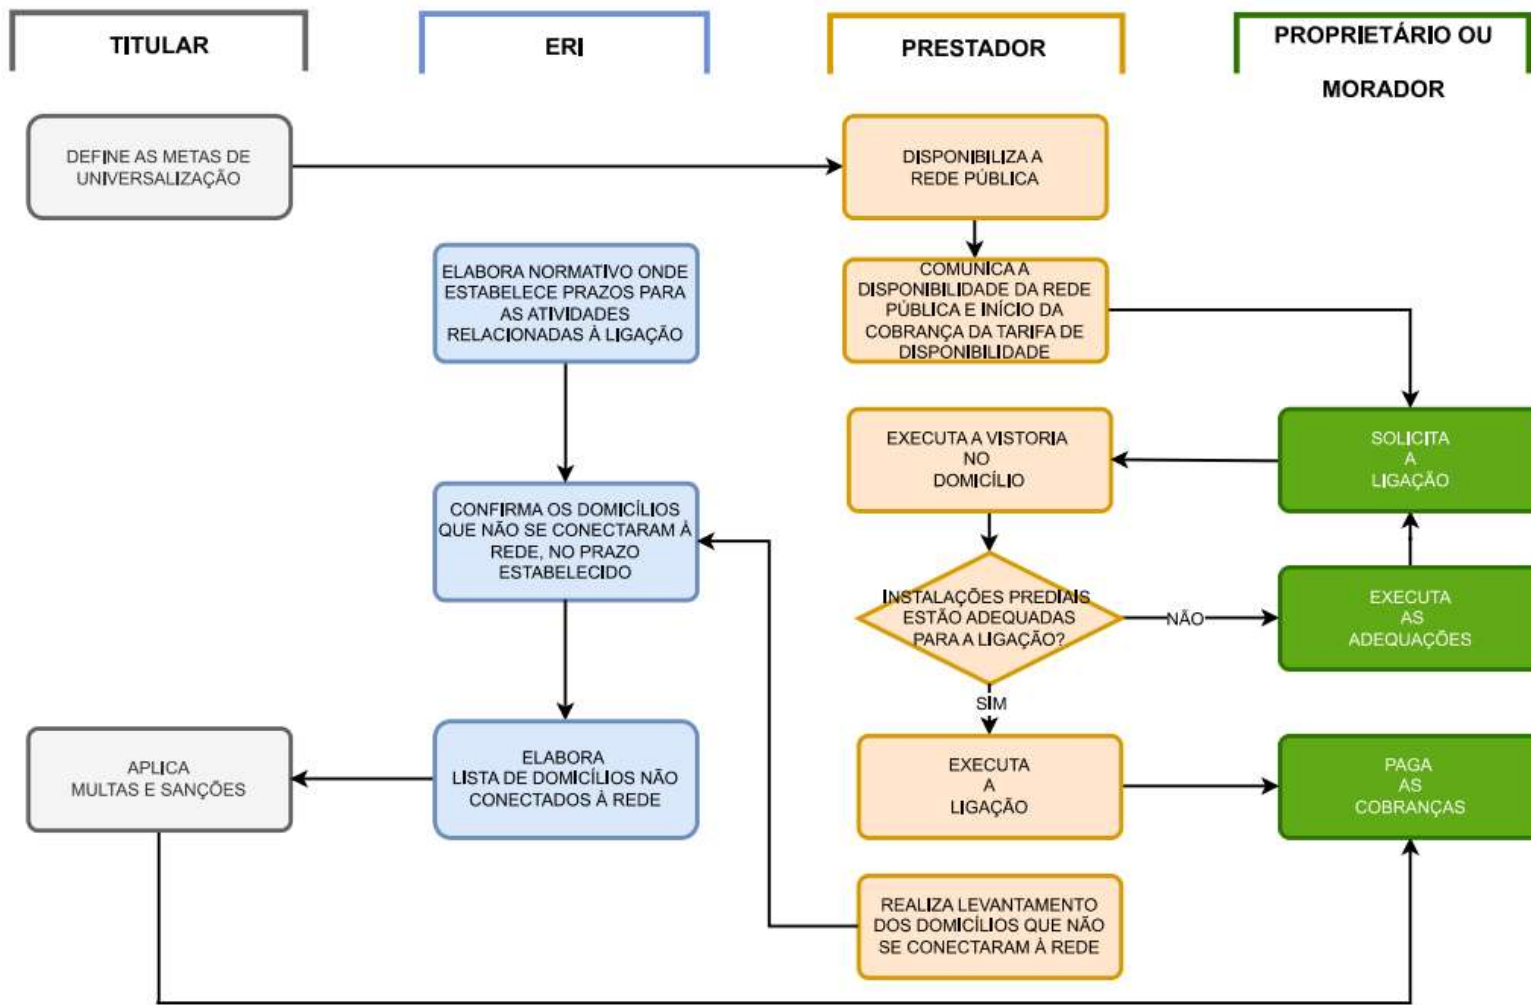 TITULAR
ERI
PRESTADOR
PROPRIETÁRIO OU
MORADOR
DEFINE AS METAS DE
UNIVERSALIZAÇÃO
DISPONIBILIZA A
REDE PÚBLICA
ELABORA NORMATIVO ONDE
ESTABELECE PRAZOS PARA
AS ATIVIDADES
RELACIONADAS À LIGAÇÃO
COMUNICA A
DISPONIBILIDADE DA REDE
PÚBLICA E INÍCIO DA
COBRANÇA DA TARIFA DE
DISPONIBILIDADE
EXECUTA A VISTORIA
NO
DOMICÍLIO
SOLICITA
A
LIGAÇÃO
CONFIRMA OS DOMICÍLIOS
QUE NÃO SE CONECTARAM À
REDE, NO PRAZO
ESTABELECIDO
INSTALAÇÕES PREDIAIS
ESTÃO ADEQUADAS
PARA A LIGAÇÃO?
NÃO
EXECUTA
AS
ADEQUAÇÕES
SIM
APLICA
MULTAS E SANÇÕES
ELABORA
LISTA DE DOMICÍLIOS NÃO
CONECTADOS À REDE
EXECUTA
A
LIGAÇÃO
PAGA
AS
COBRANÇAS
REALIZA LEVANTAMENTO
DOS DOMICÍLIOS QUE NÃO
SE CONECTARAM À REDE